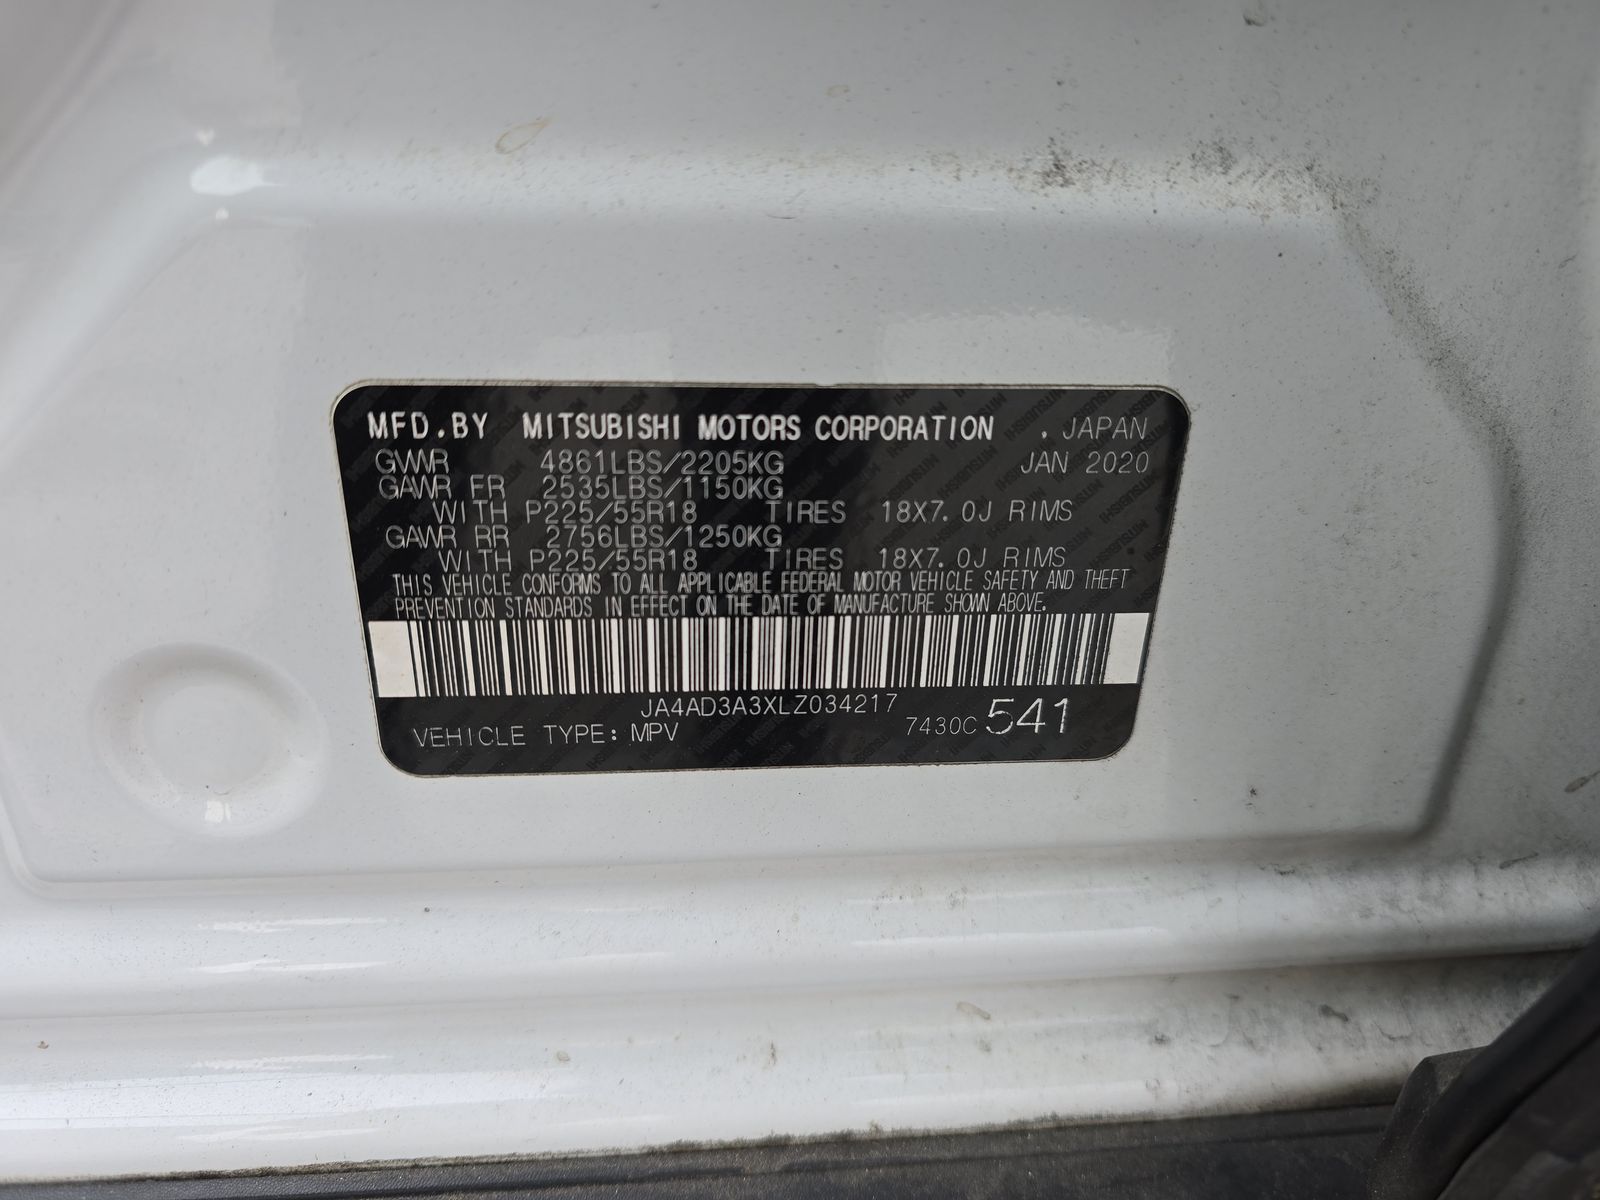 MFD.BY MITSUBISHI MOTORS CORPORATION . JAPAN
GVWR 4861LBS/2205KG JAN 2020
GAWR FR 2535LBS/1150KG
WITH P225/55R18 TIRES 18X7.0J RIMS
GAWR RR 2756LBS/1250KG
WITH P225/55R18 TIRES 18X7.0J RIMS
THIS VEHICLE CONFORMS TO ALL APPLICABLE FEDERAL MOTOR VEHICLE SAFETY AND THEFT
PREVENTION STANDARDS IN EFFECT ON THE DATE OF MANUFACTURE SHOWN ABOVE.
JA4AD3A3XLZ034217
VEHICLE TYPE: MPV 7430C 541